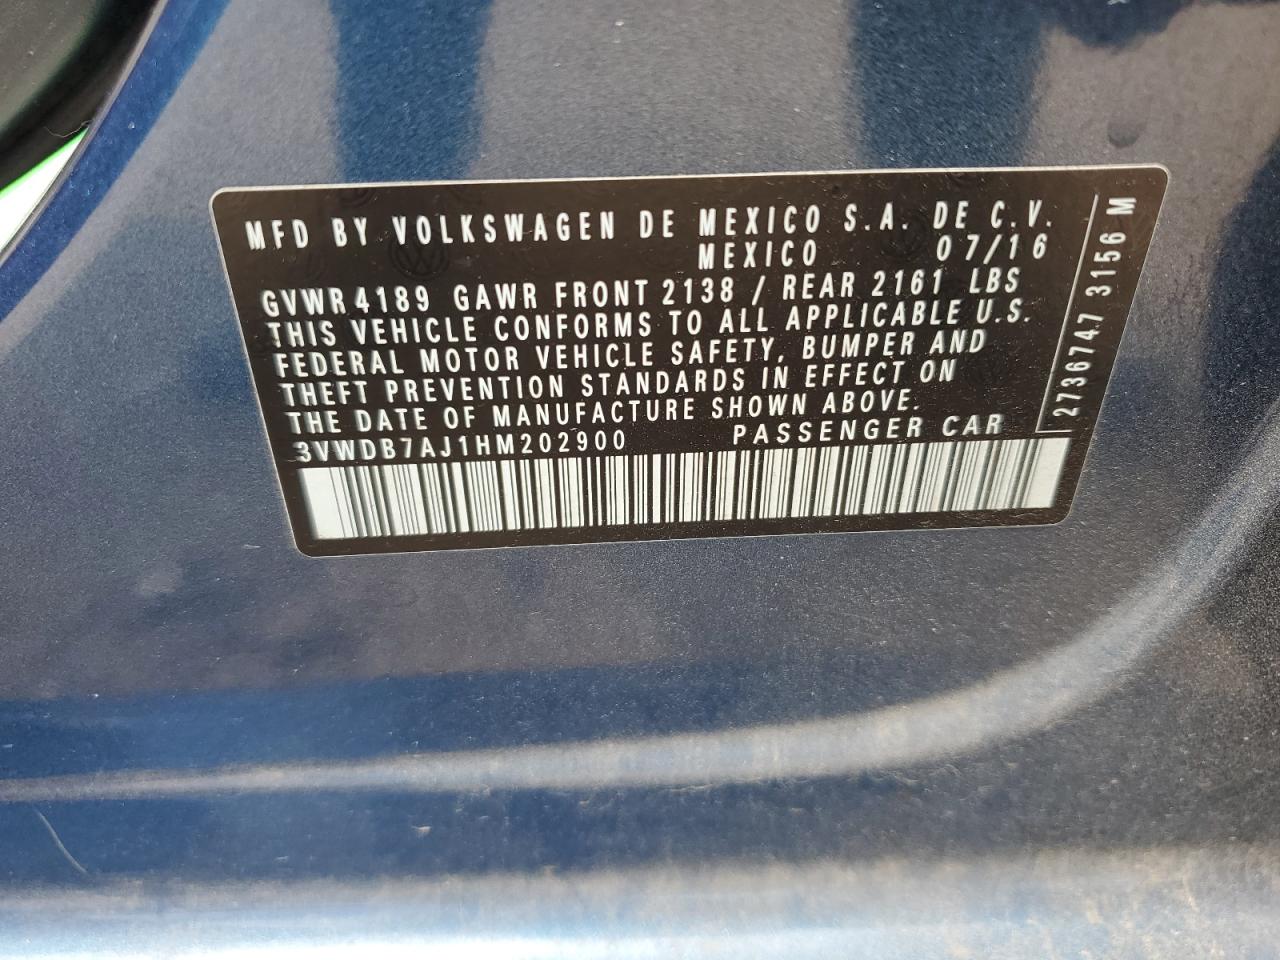 MFD BY VOLKSWAGEN DE MEXICO S.A. DE C.V.
MEXICO 07/16
GVWR 4189 GAWR FRONT 2138 / REAR 2161 LBS
THIS VEHICLE CONFORMS TO ALL APPLICABLE U.S.
FEDERAL MOTOR VEHICLE SAFETY, BUMPER AND
THEFT PREVENTION STANDARDS IN EFFECT ON
THE DATE OF MANUFACTURE SHOWN ABOVE.
3VWDB7AJ1HM202900 PASSENGER CAR
2736747 3156 M